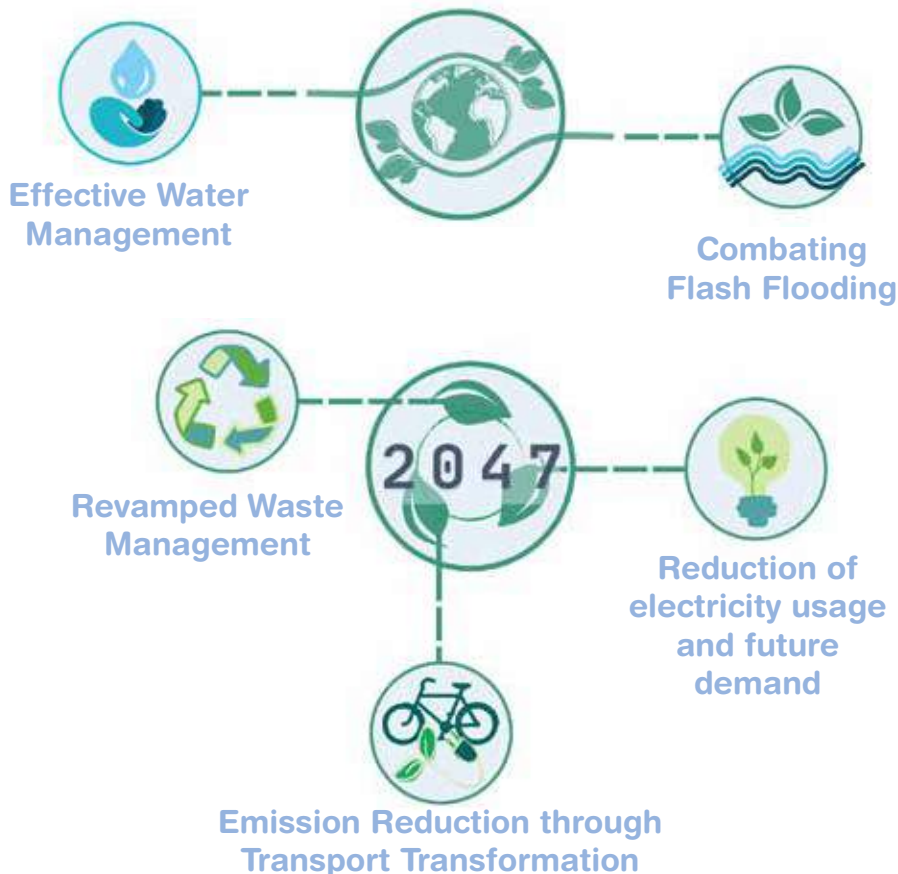 Effective Water
Management
Combating
Flash Flooding
2047
Revamped Waste
Management
Reduction of
electricity usage
and future
demand
Emission Reduction through
Transport Transformation